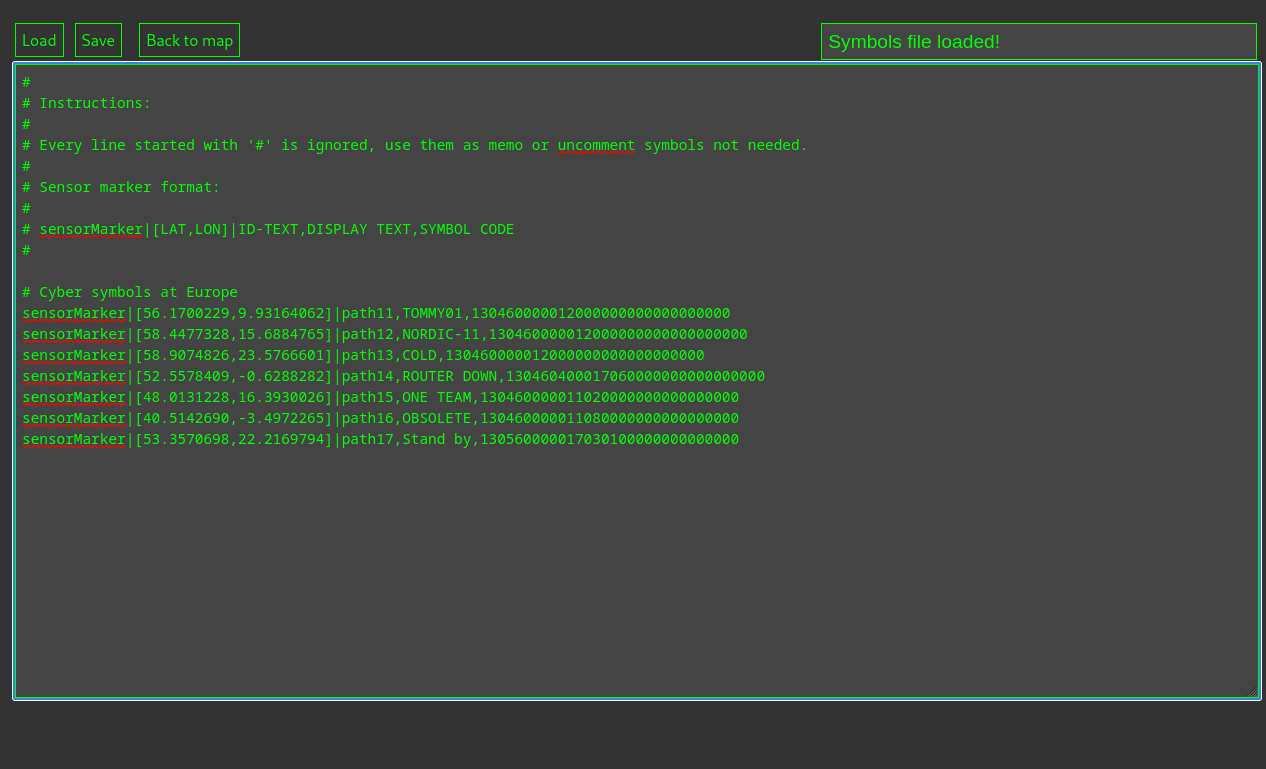 Load Save Back to map Symbols file loaded!
#
# Instructions:
#
# Every line started with '#' is ignored, use them as memo or uncomment symbols not needed.
#
# Sensor marker format:
#
# sensorMarker|[LAT,LON]|ID-TEXT,DISPLAY TEXT,SYMBOL CODE
#
# Cyber symbols at Europe
sensorMarker|[56.1700229,9.93164062]|path11,TOMMY01,130460000012000000000000000000
sensorMarker|[58.4477328,15.6884765]|path12,NORDIC-11,130460000012000000000000000000
sensorMarker|[58.9074826,23.5766601]|path13,COLD,130460000012000000000000000000
sensorMarker|[52.5578409,-0.6288282]|path14,ROUTER DOWN,130460400017060000000000000000
sensorMarker|[48.0131228,16.3930026]|path15,ONE TEAM,130460000011020000000000000000
sensorMarker|[40.5142690,-3.4972265]|path16,OBSOLETE,130460000011080000000000000000
sensorMarker|[53.3570698,22.2169794]|path17,Stand by,130560000017030100000000000000